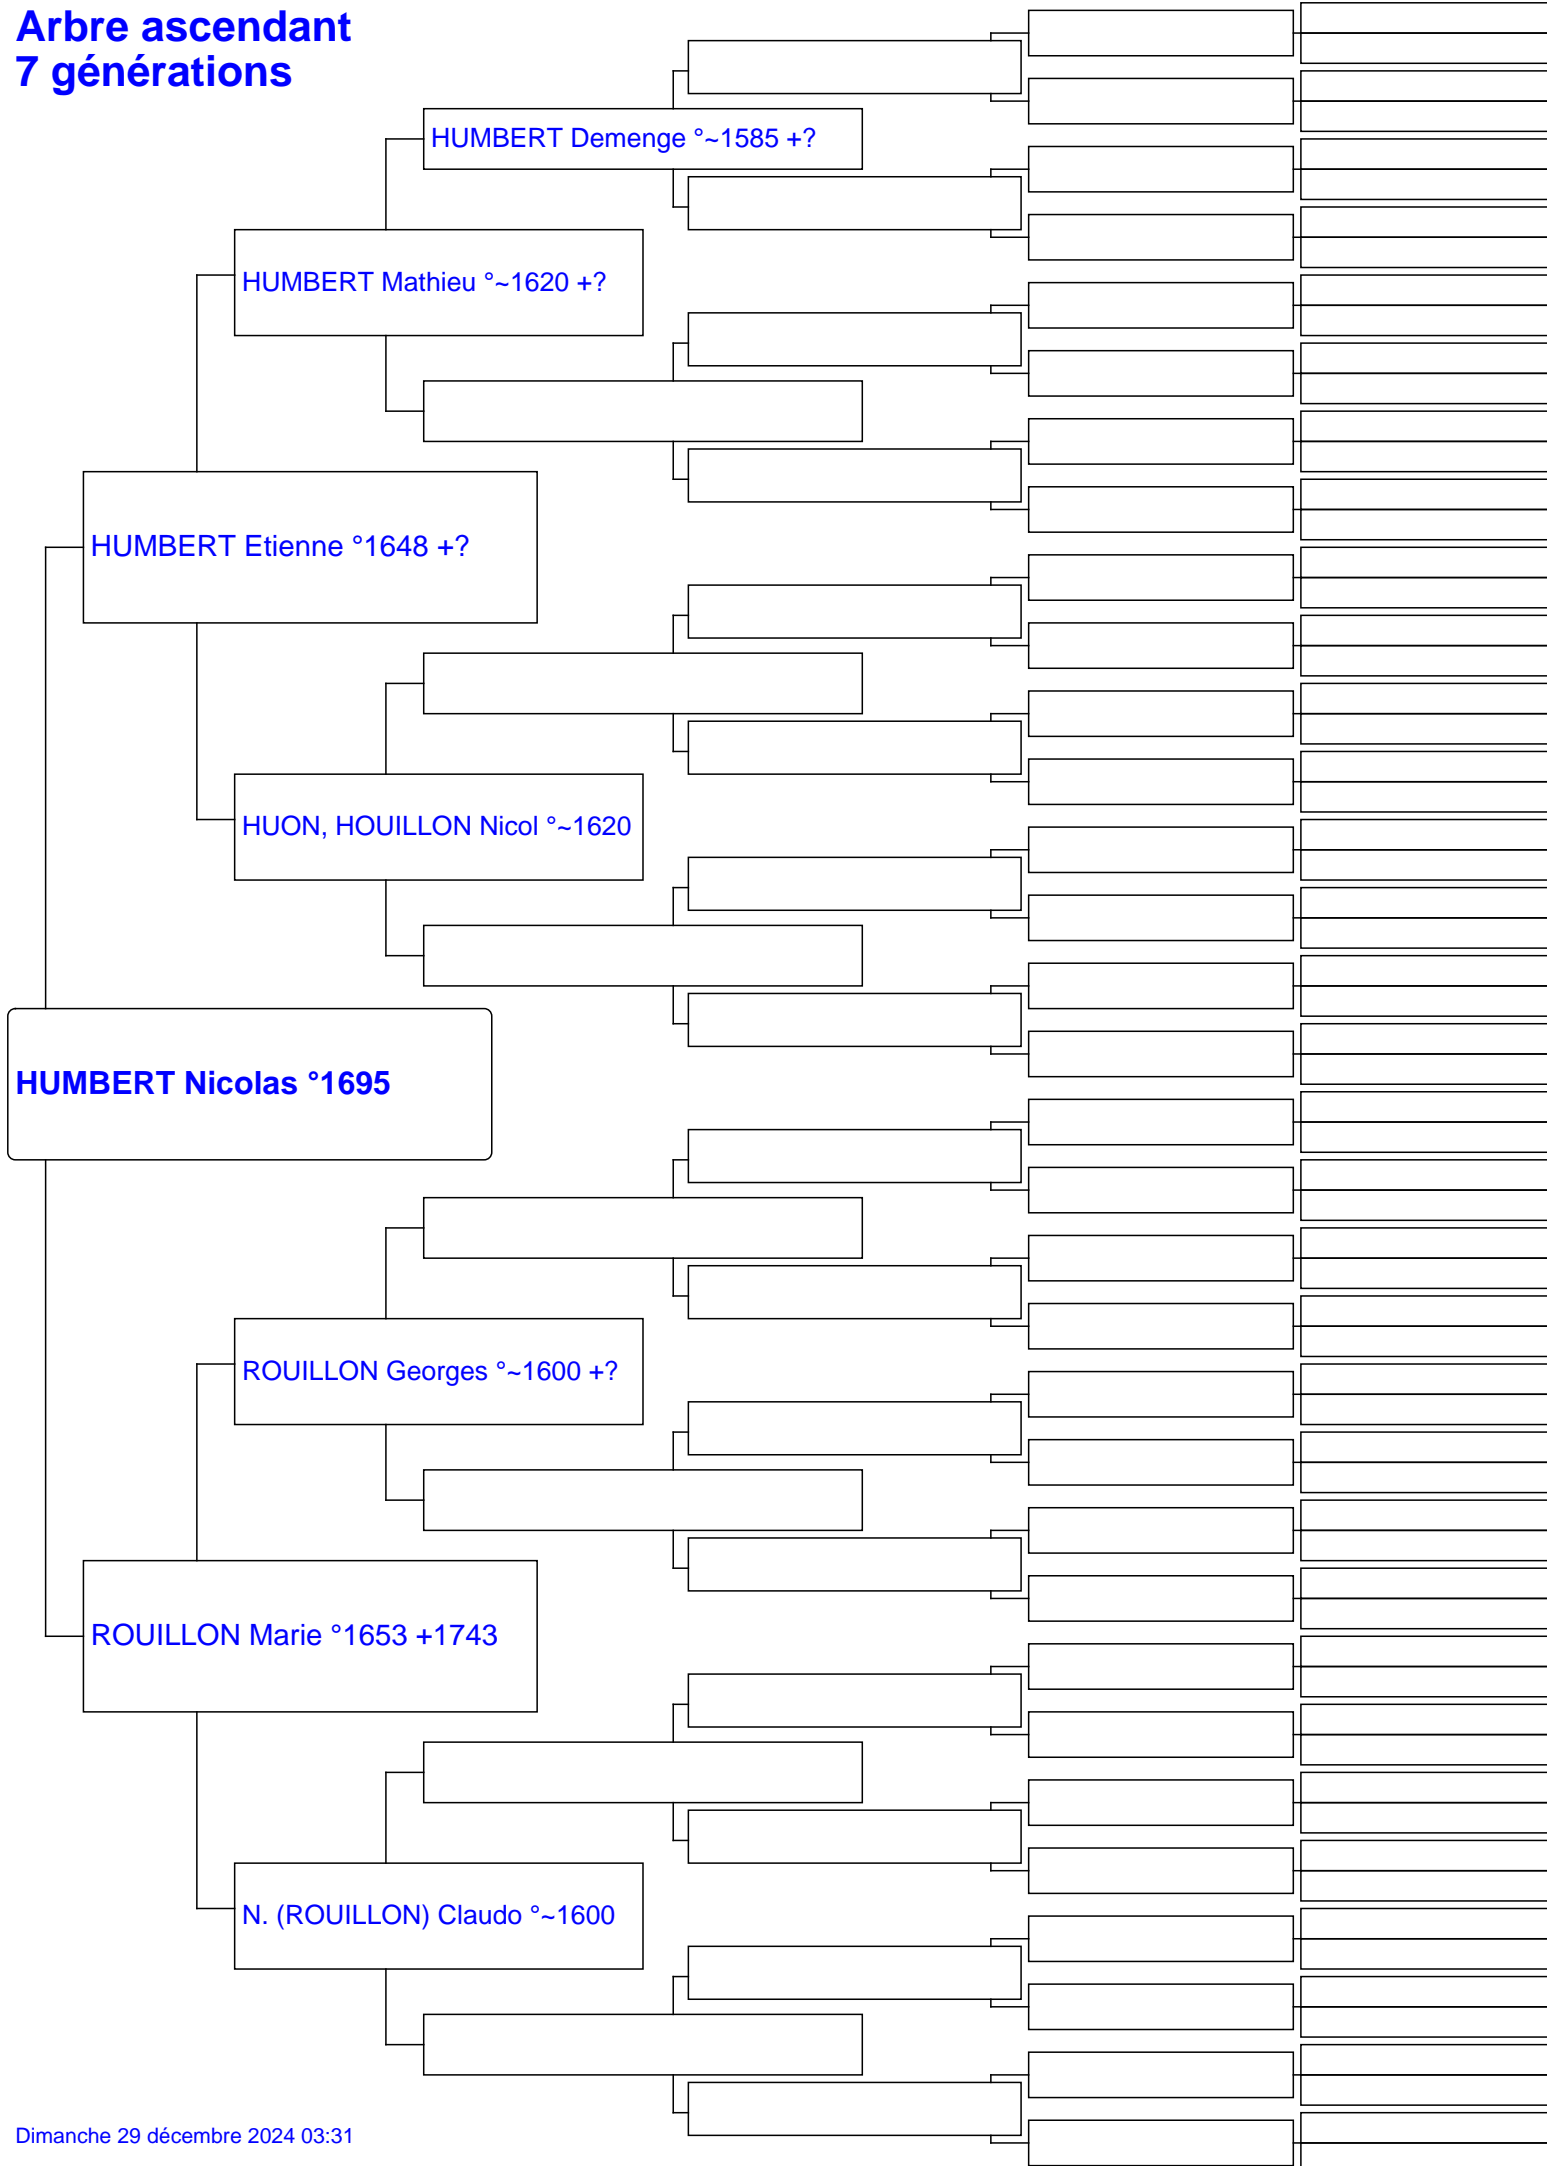 Arbre ascendant
7 générations
HUMBERT Demenge °~1585 +?
HUMBERT Mathieu °~1620 +?
HUMBERT Etienne °1648 +?
HUON, HOUILLON Nicol °~1620
HUMBERT Nicolas °1695
ROUILLON Georges °~1600 +?
ROUILLON Marie °1653 +1743
N. (ROUILLON) Claudo °~1600
Dimanche 29 décembre 2024 03:31